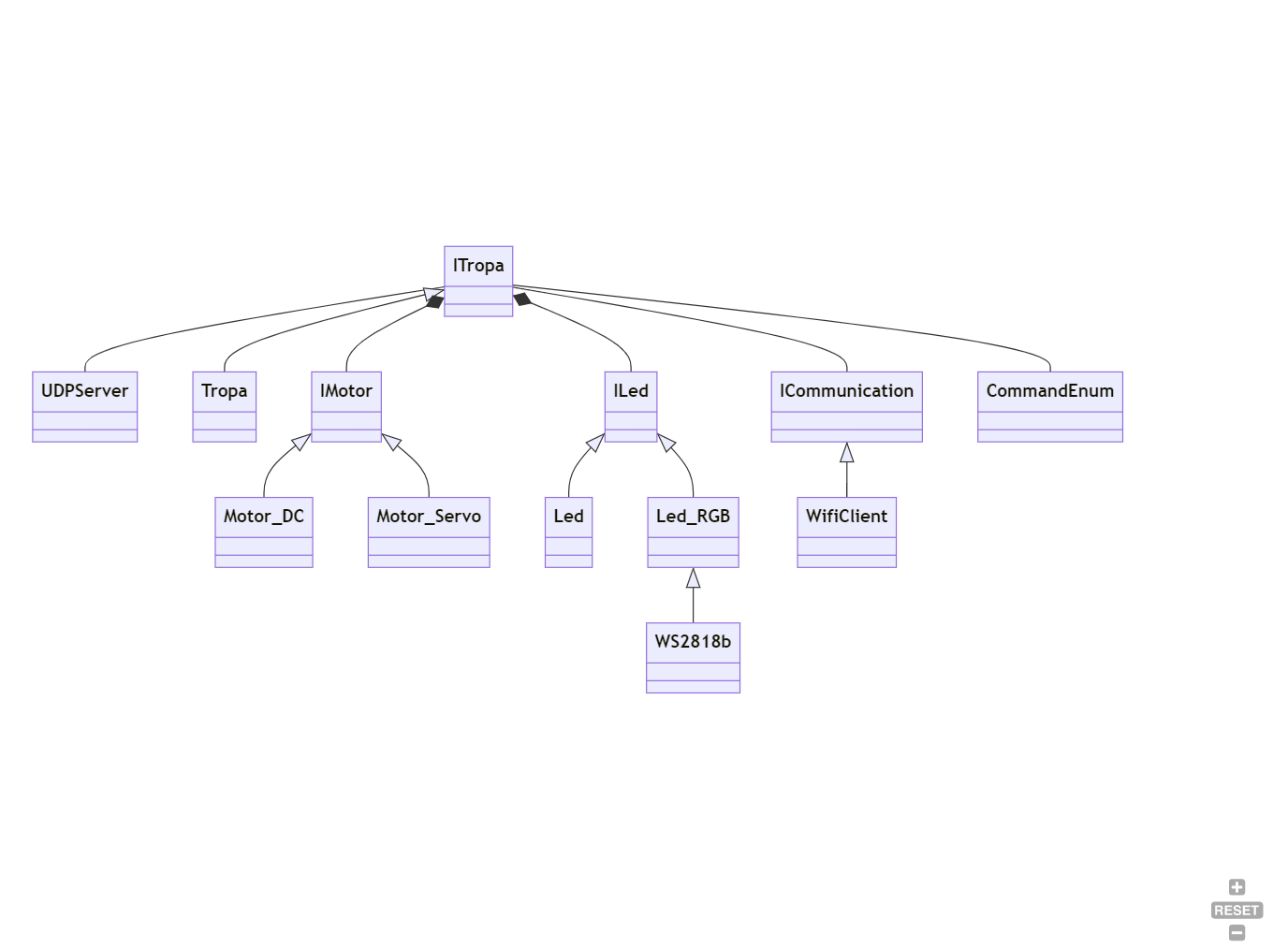 ITropa
UDPServer
Tropa
IMotor
ILed
ICommunication
CommandEnum
Motor_DC
Motor_Servo
Led
Led_RGB
WifiClient
WS2818b
RESET